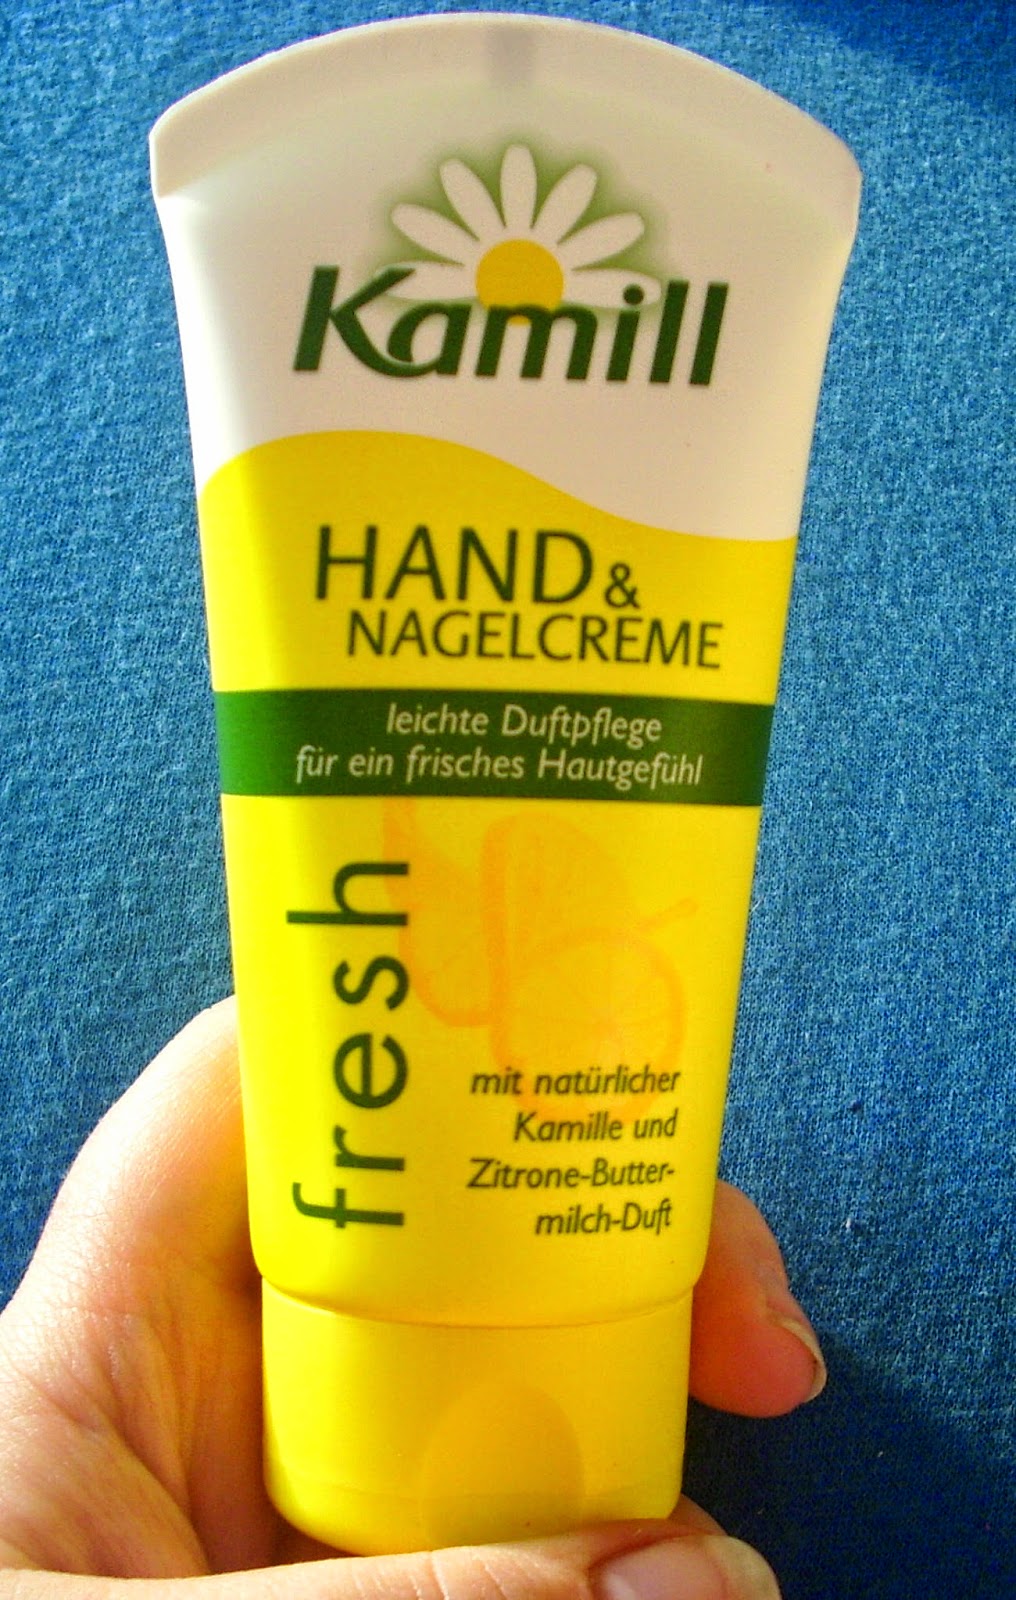 Kamill
HAND &
NAGELCREME
leichte Duftpflege
für ein frisches Hautgefühl
fresh
mit natürlicher
Kamille und
Zitrone-Butter-
milch-Duft